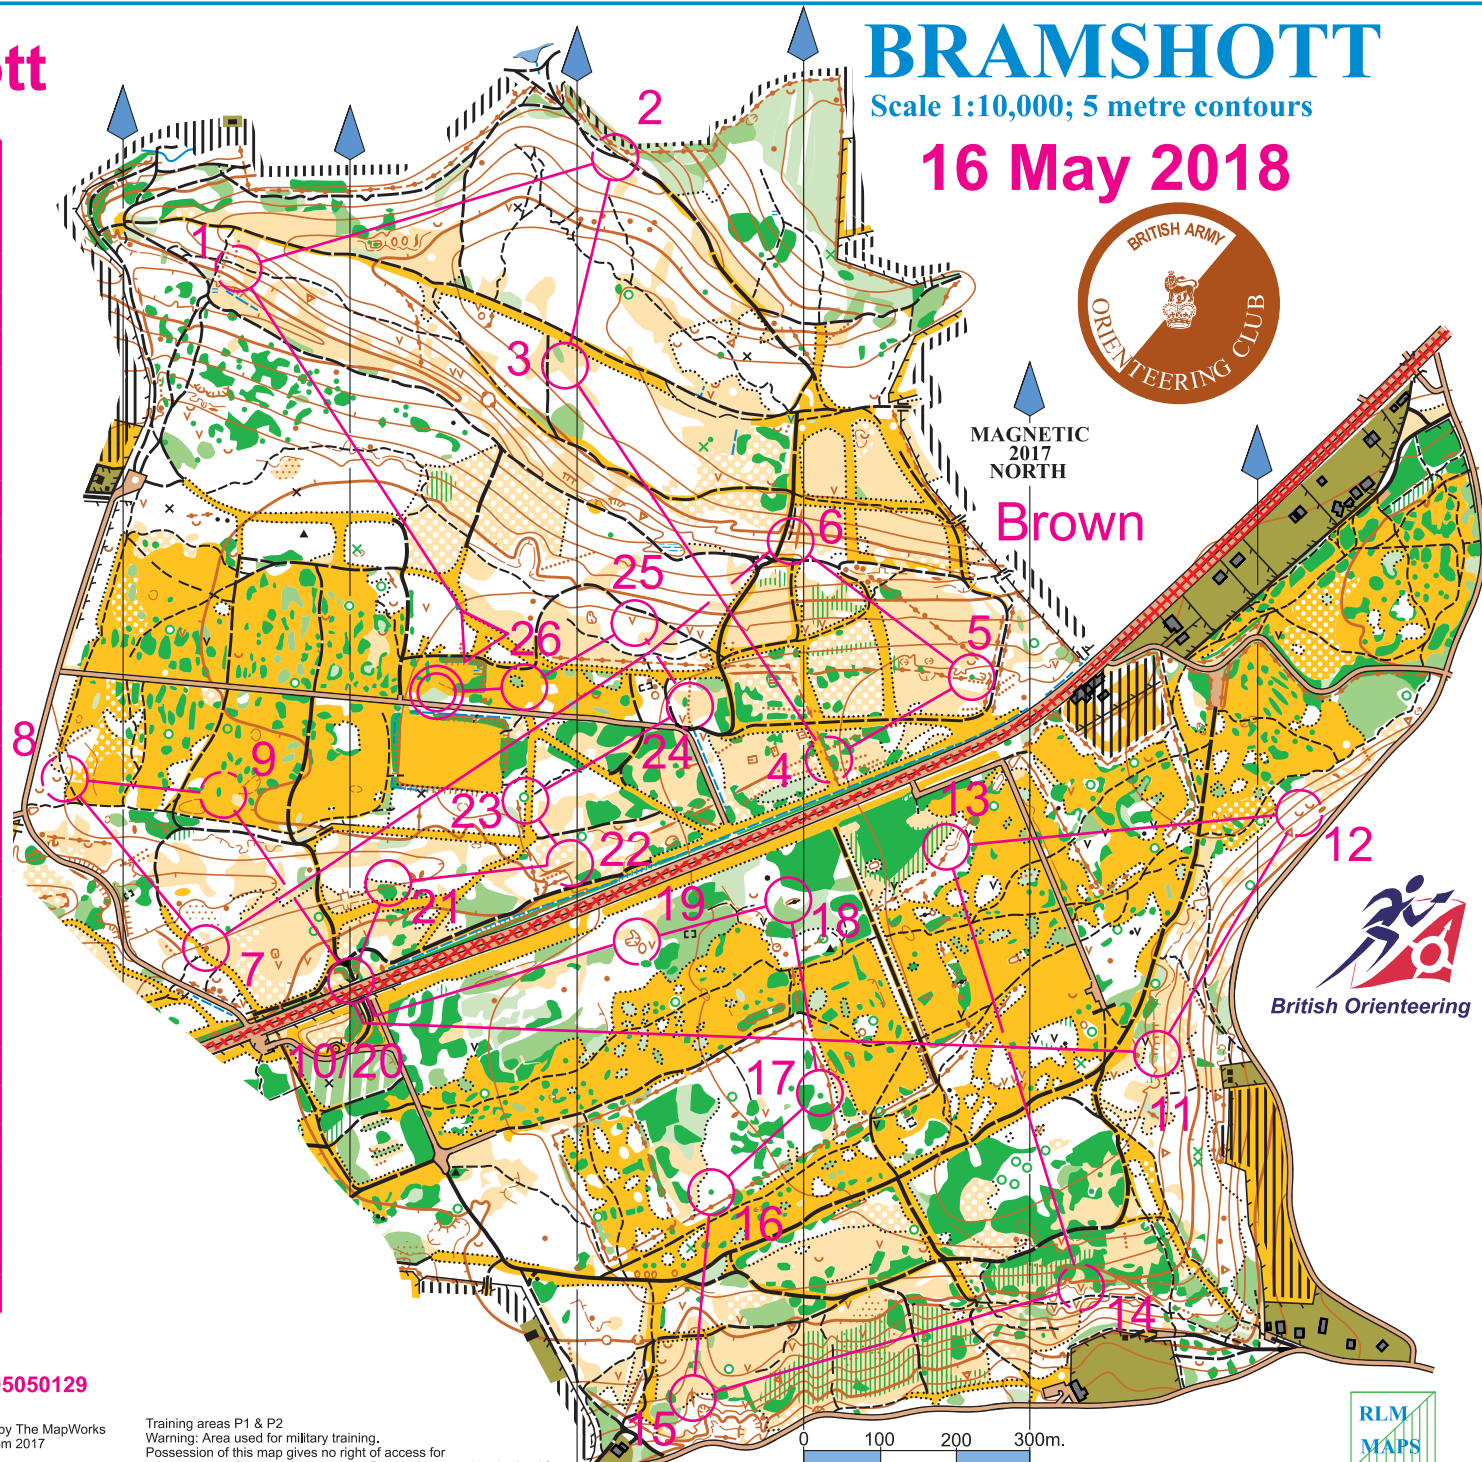 ott
BRAMSHOTT
Scale 1:10,000; 5 metre contours
16 May 2018
BRITISH ARMY
ORIENTEERING CLUB
MAGNETIC
2017
NORTH
Brown
2
1
3
6
25
5
26
24
4
8
9
23
13
22
12
21
19
18
7
10/20
17
11
16
14
15
British Orienteering
05050129
by The MapWorks
om 2017
Training areas P1 & P2
Warning: Area used for military training.
Possession of this map gives no right of access for
0 100 200 300m.
RLM
MAPS